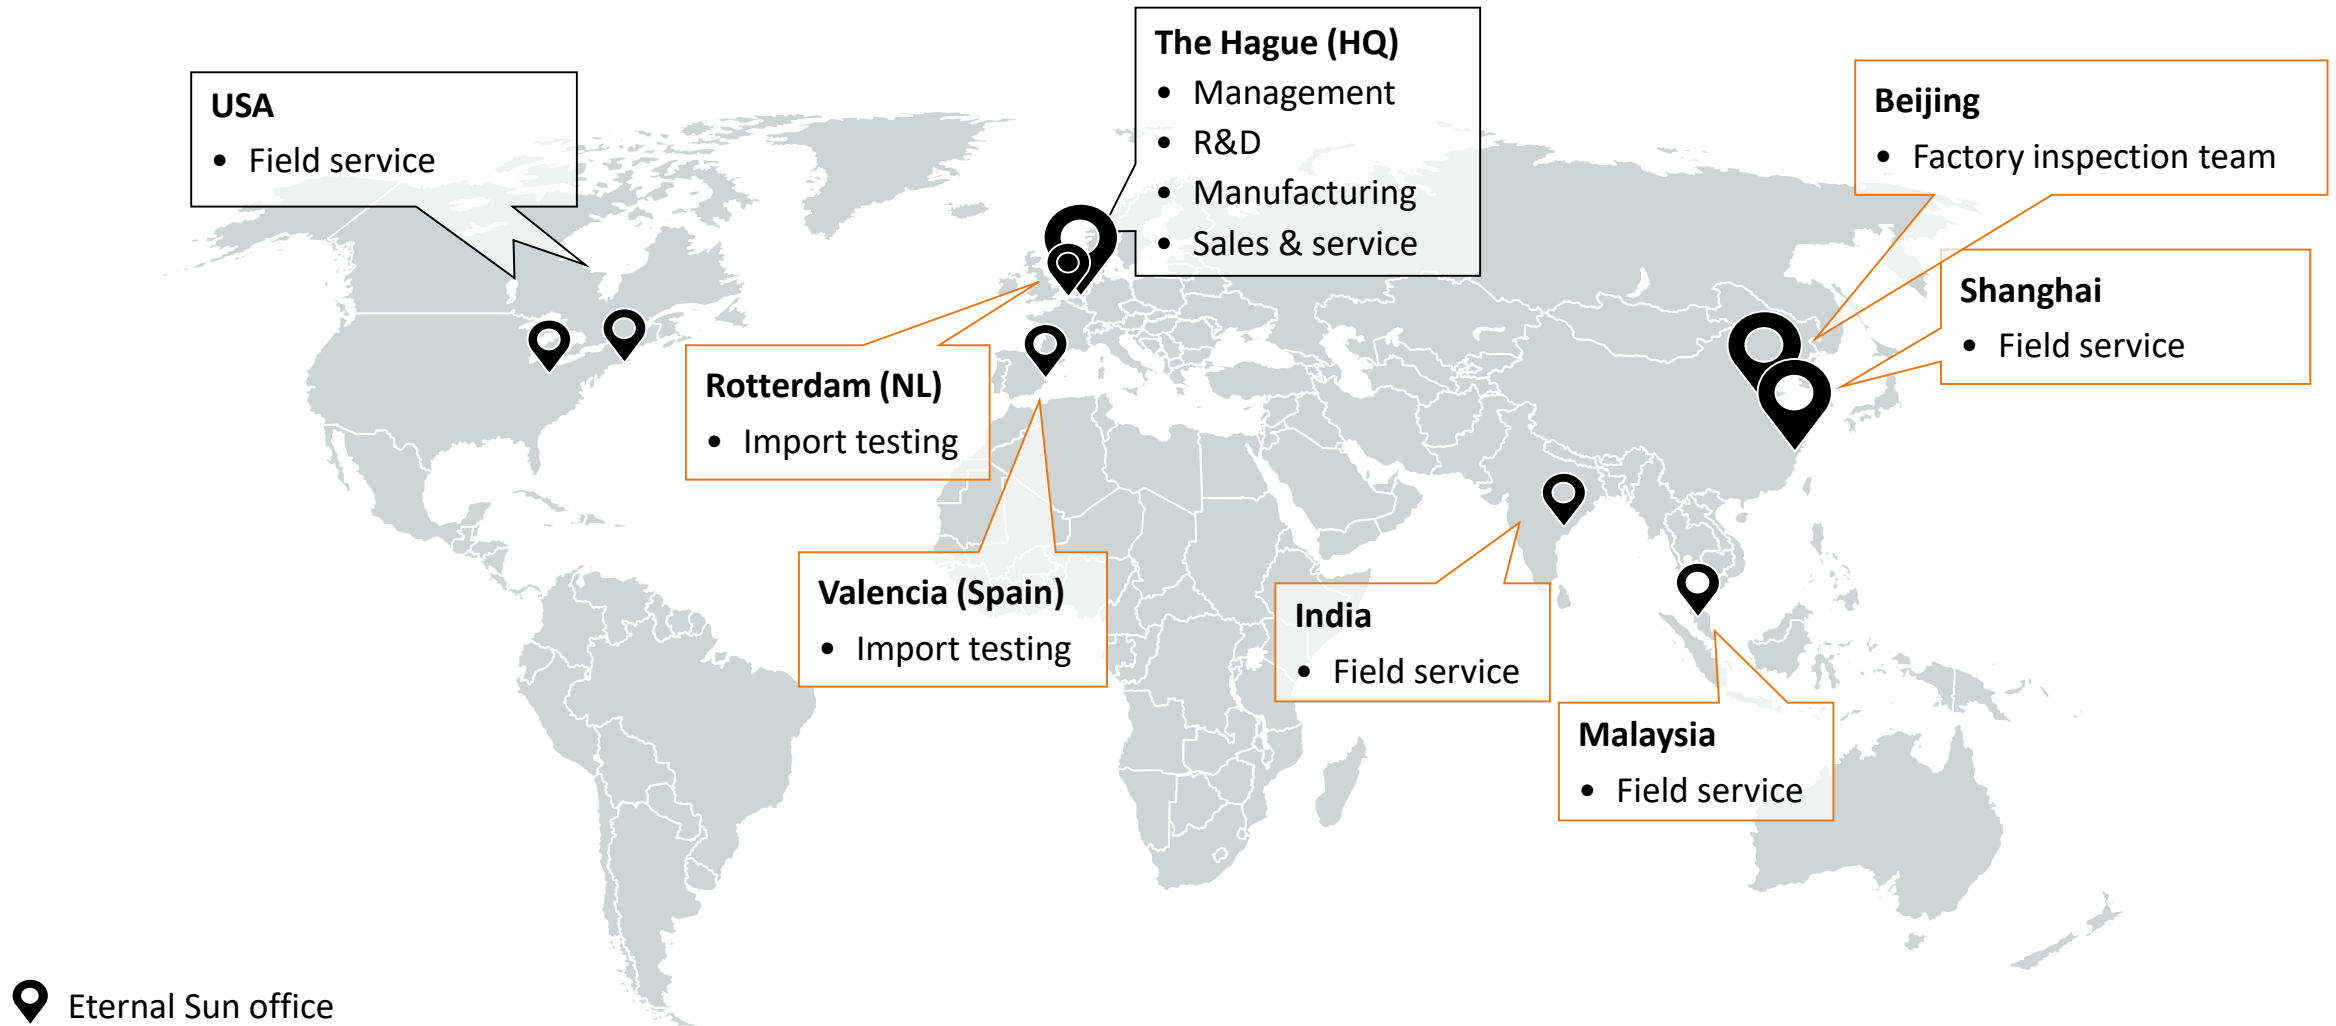 The Hague (HQ)
• Management
• R&D
• Manufacturing
• Sales & service
USA
• Field service
Beijing
• Factory inspection team
Shanghai
• Field service
Rotterdam (NL)
• Import testing
Valencia (Spain)
• Import testing
India
• Field service
Malaysia
• Field service
Eternal Sun office